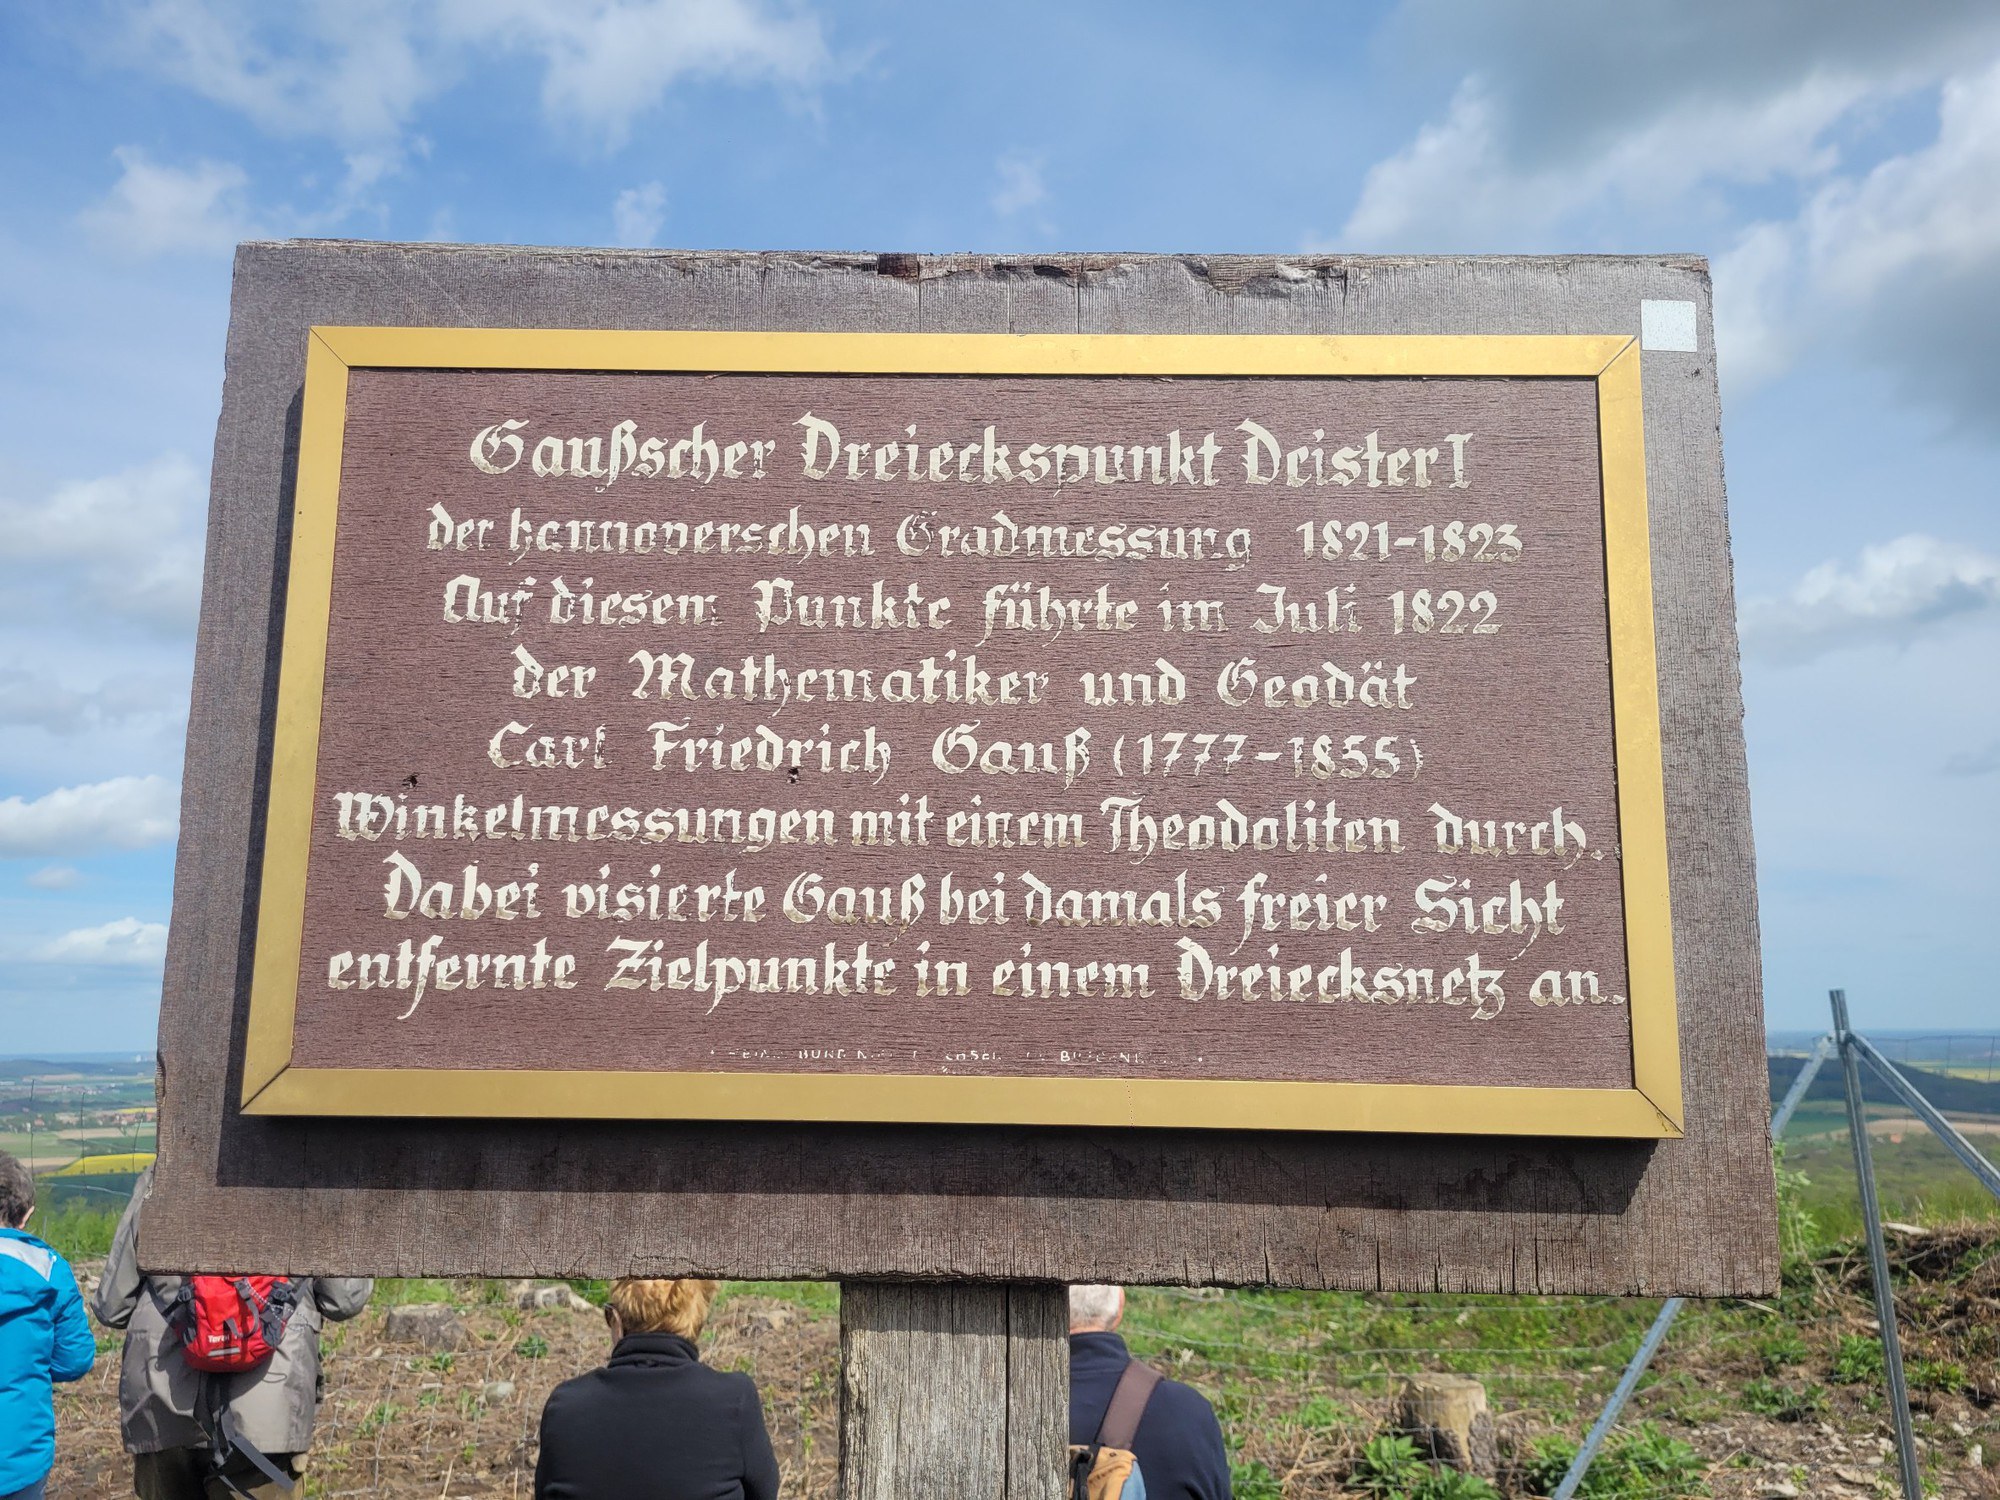 Gaußscher Dreieckspunkt Deister I
der hannoverschen Gradmessung 1821-1823
Auf diesem Punkte führte im Juli 1822
der Mathematiker und Geodät
Carl Friedrich Gauß (1777-1855)
Winkelmessungen mit einem Theodoliten durch.
Dabei visierte Gauß bei damals freier Sicht
entfernte Zielpunkte in einem Dreiecksnetz an.